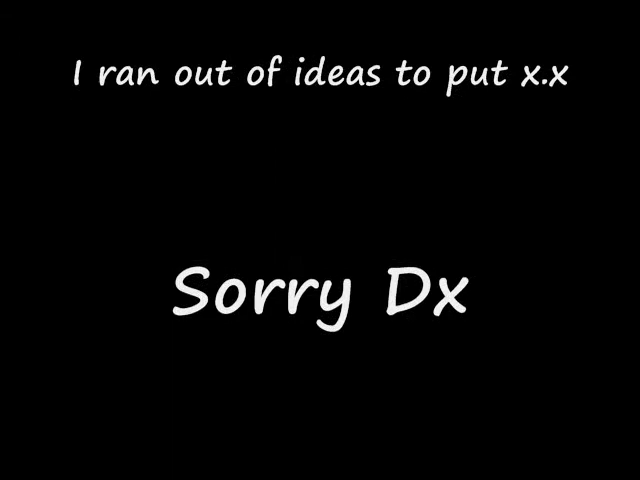 I ran out of ideas to put x.x
Sorry Dx